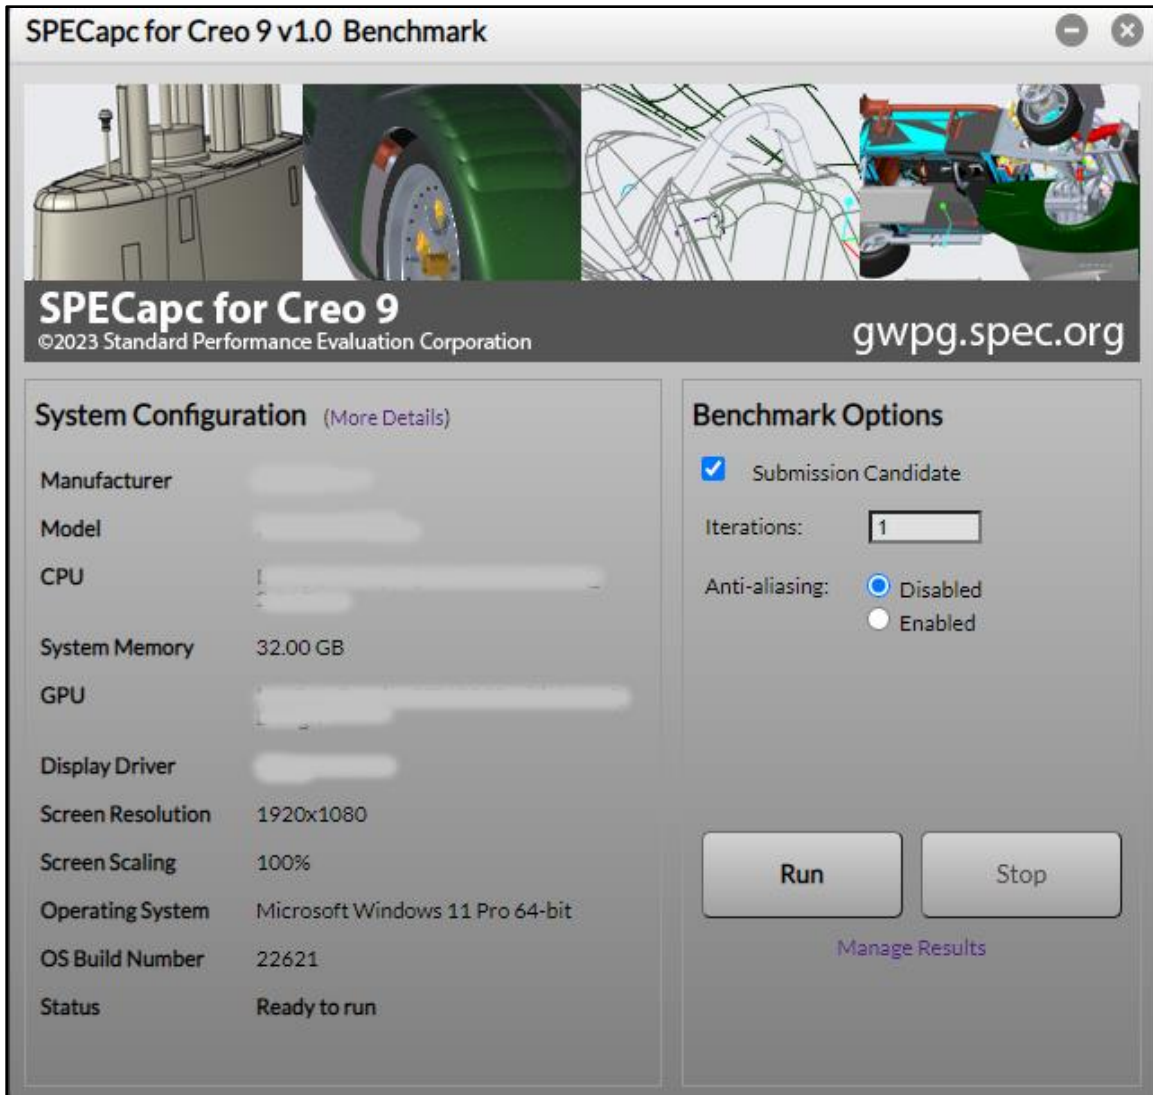 SPECapc for Creo 9 v1.0 Benchmark
SPECapc for Creo 9
©2023 Standard Performance Evaluation Corporation
gwpg.spec.org
System Configuration (More Details)
Manufacturer
Model
CPU
System Memory 32.00 GB
GPU
Display Driver
Screen Resolution 1920x1080
Screen Scaling 100%
Operating System Microsoft Windows 11 Pro 64-bit
OS Build Number 22621
Status Ready to run
Benchmark Options
Submission Candidate
Iterations: 1
Anti-aliasing: Disabled
Enabled
Run Stop
Manage Results